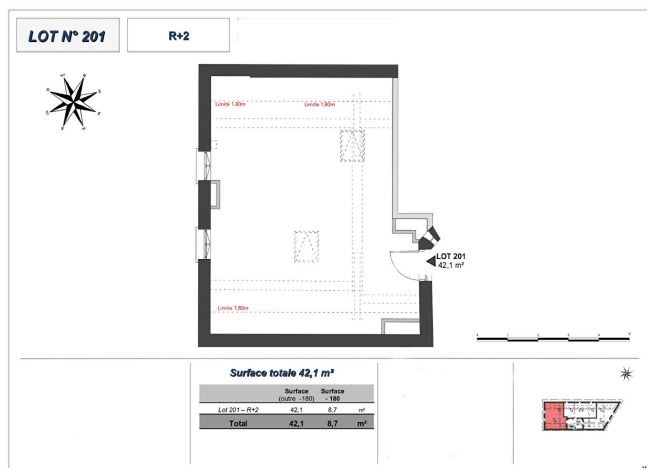 LOT N° 201
R+2
Limite 1.80m
Limite 1.80m
LOT 201
42,1 m²
Limite 1.80m
Surface totale 42,1 m²
Surface (outre -180)
Surface - 180
Lot 201 – R+2 42,1 8,7 m²
Total 42,1 8,7 m²